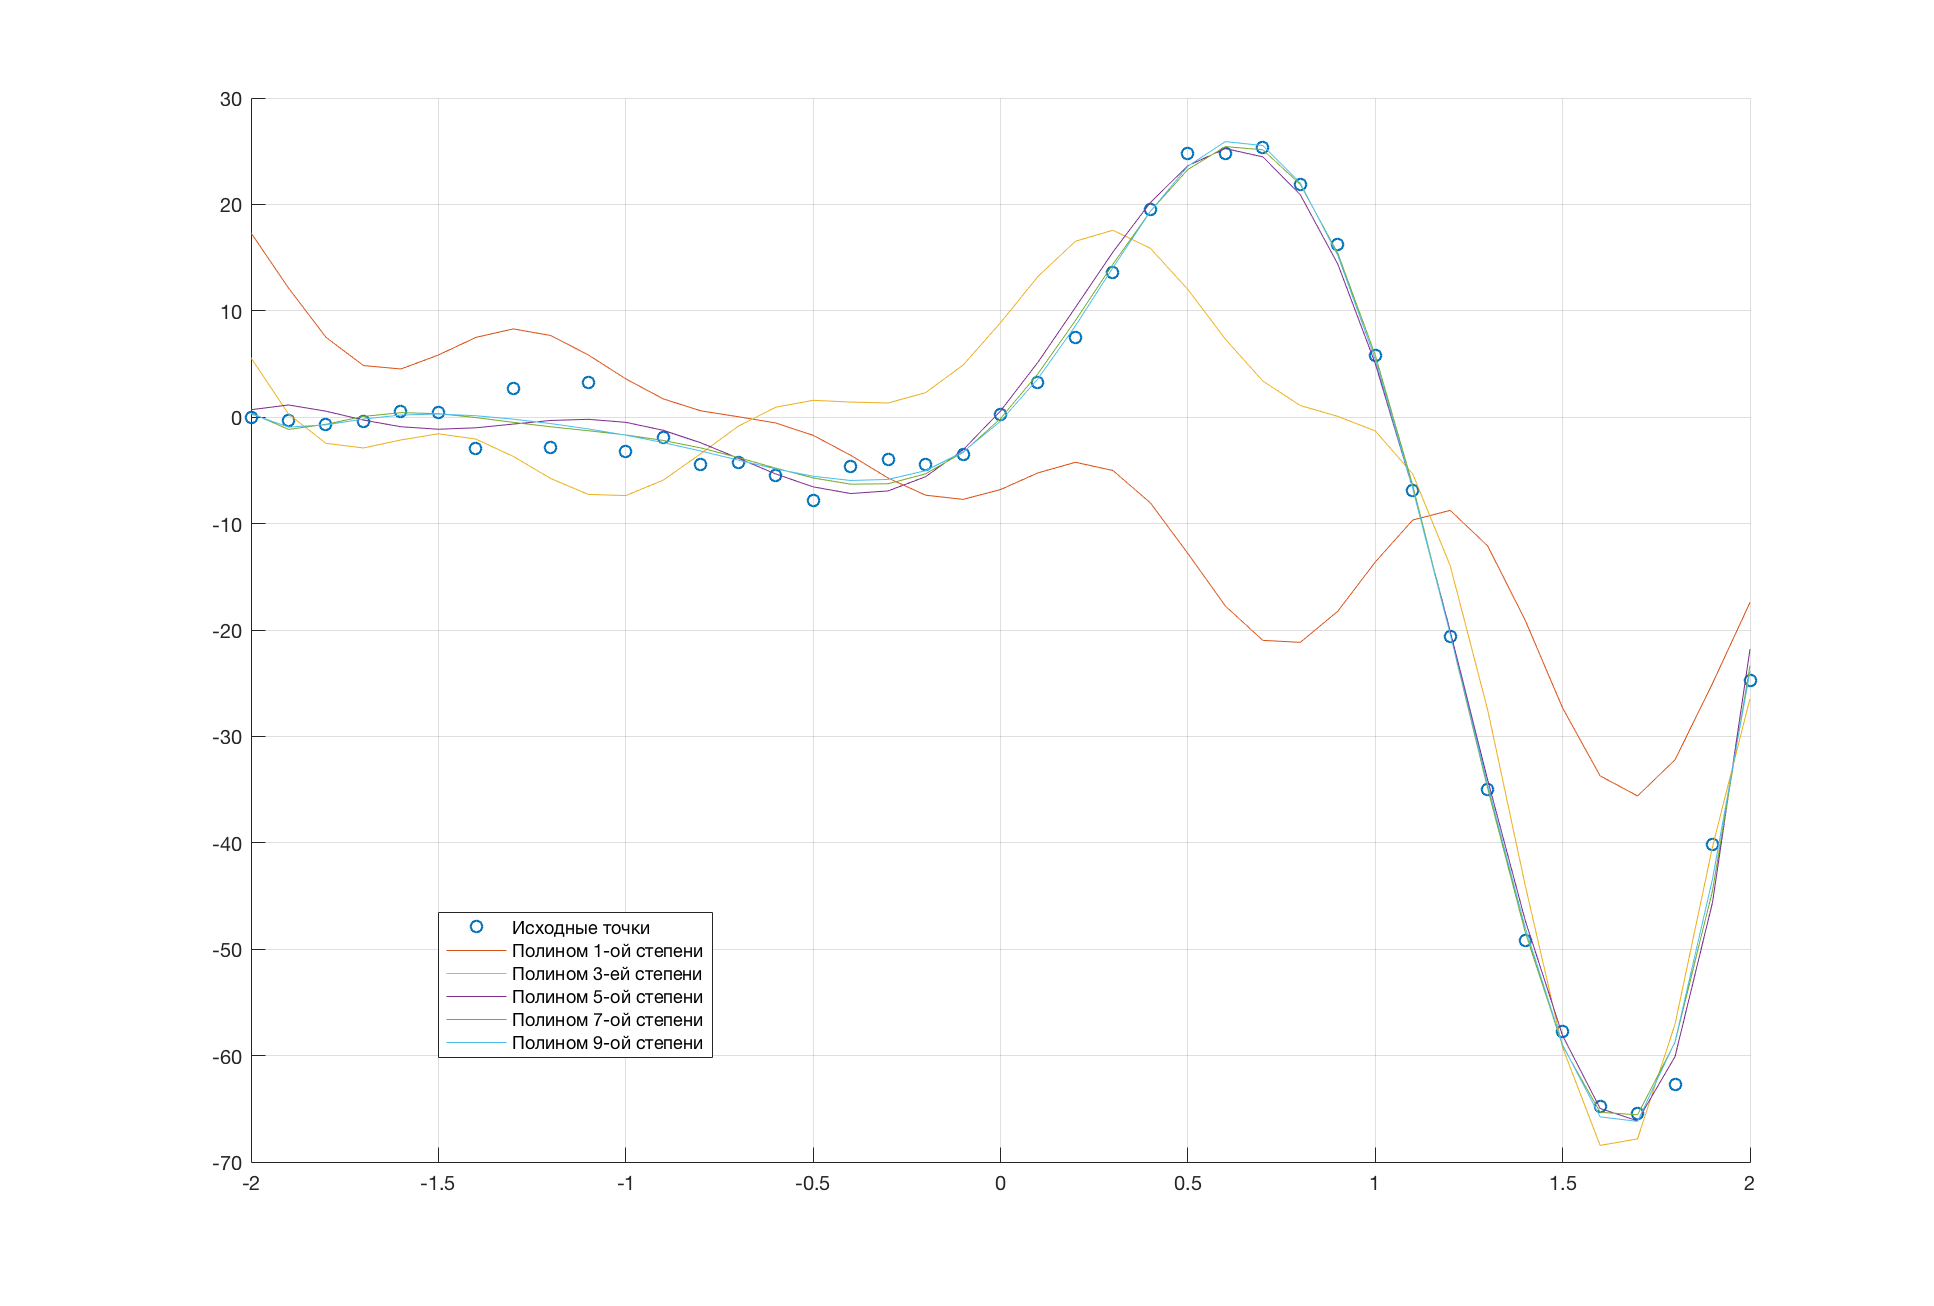 30
20
10
0
-10
-20
-30
-40
-50
-60
-70
-2 -1.5 -1 -0.5 0 0.5 1 1.5 2
Исходные точки
Полином 1-ой степени
Полином 3-ей степени
Полином 5-ой степени
Полином 7-ой степени
Полином 9-ой степени